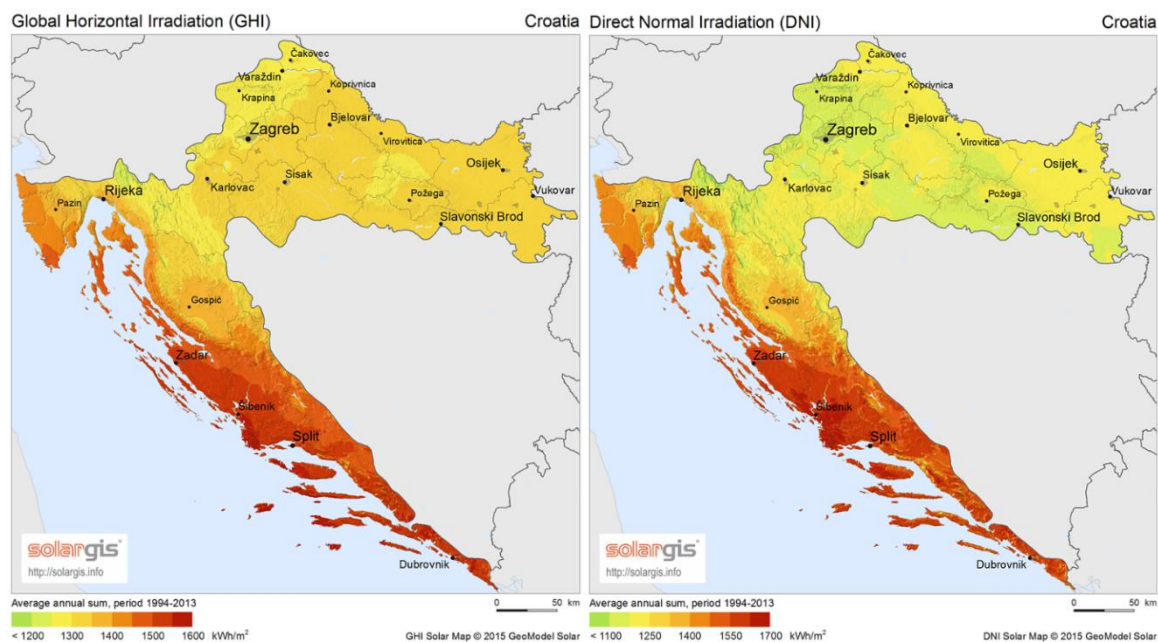 Global Horizontal Irradiation (GHI) Croatia
Čakovec
Varaždin
Krapina
Koprivnica
Zagreb
Bjelovar
Virovitica
Osijek
Rijeka
Karlovac
Sisak
Pazin
Požega
Vukovar
Slavonski Brod
Gospić
Zadar
Šibenik
Split
Dubrovnik
solargis®
http://solargis.info
Average annual sum, period 1994-2013
0 50 km
< 1200 1300 1400 1500 1600 kWh/m²
GHI Solar Map © 2015 GeoModel Solar
Direct Normal Irradiation (DNI) Croatia
Čakovec
Varaždin
Krapina
Koprivnica
Zagreb
Bjelovar
Virovitica
Osijek
Rijeka
Karlovac
Sisak
Pazin
Požega
Vukovar
Slavonski Brod
Gospić
Zadar
Šibenik
Split
Dubrovnik
solargis®
http://solargis.info
Average annual sum, period 1994-2013
0 50 km
< 1100 1250 1400 1550 1700 kWh/m²
DNI Solar Map © 2015 GeoModel Solar